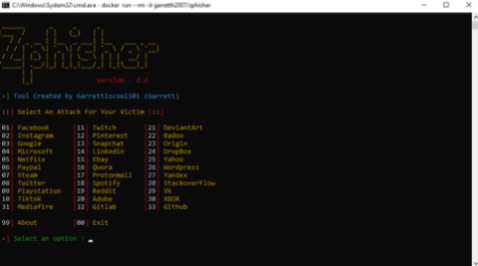 C:\Windows\System32\cmd.exe - docker run --rm -it garretth2007/zphisher
Zphisher
Version : 2.2
[-] Tool Created by Garrettiscool101 (Garrett)
[::] Select An Attack For Your Victim [::]
01] Facebook [11] Twitch [21] DeviantArt
02] Instagram [12] Pinterest [22] Badoo
03] Google [13] Snapchat [23] Origin
04] Microsoft [14] Linkedin [24] DropBox
05] Netflix [15] Ebay [25] Yahoo
06] Paypal [16] Quora [26] Wordpress
07] Steam [17] Protonmail [27] Yandex
08] Twitter [18] Spotify [28] Stackoverflow
09] Playstation [19] Reddit [29] Vk
10] Tiktok [20] Adobe [30] XBOX
31] Mediafire [32] Gitlab [33] Github
99] About [00] Exit
[-] Select an option :